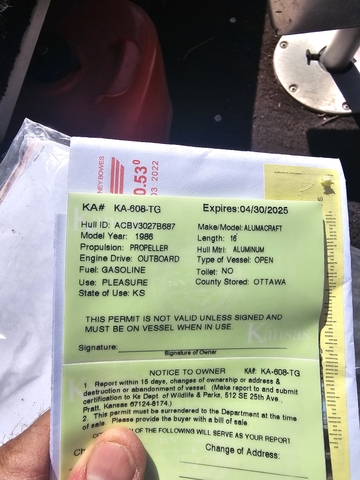 NEY BOWES
0.53⁰
2022
KA# KA-608-TG Expires:04/30/2025
Hull ID: ACBV3027B687 Make/Model: ALUMACRAFT
Model Year: 1986 Length: 16
Propulsion: PROPELLER Hull Mtrl: ALUMINUM
Engine Drive: OUTBOARD Type of Vessel: OPEN
Fuel: GASOLINE Toilet: NO
Use: PLEASURE County Stored: OTTAWA
State of Use: KS
THIS PERMIT IS NOT VALID UNLESS SIGNED AND
MUST BE ON VESSEL WHEN IN USE.
Signature:
Signature of Owner
NOTICE TO OWNER KA#: KA-608-TG
1. Report within 15 days, changes of ownership or address &
destruction or abandonment of vessel. (Make report to and submit
certification to Ks Dept. of Wildlife & Parks, 512 SE 25th Ave.,
Pratt, Kansas 67124-8174.)
2. This permit must be surrendered to the Department at the time
of sale. Please provide the buyer with a bill of sale
OF THE FOLLOWING WILL SERVE AS YOUR REPORT
Change of Address: